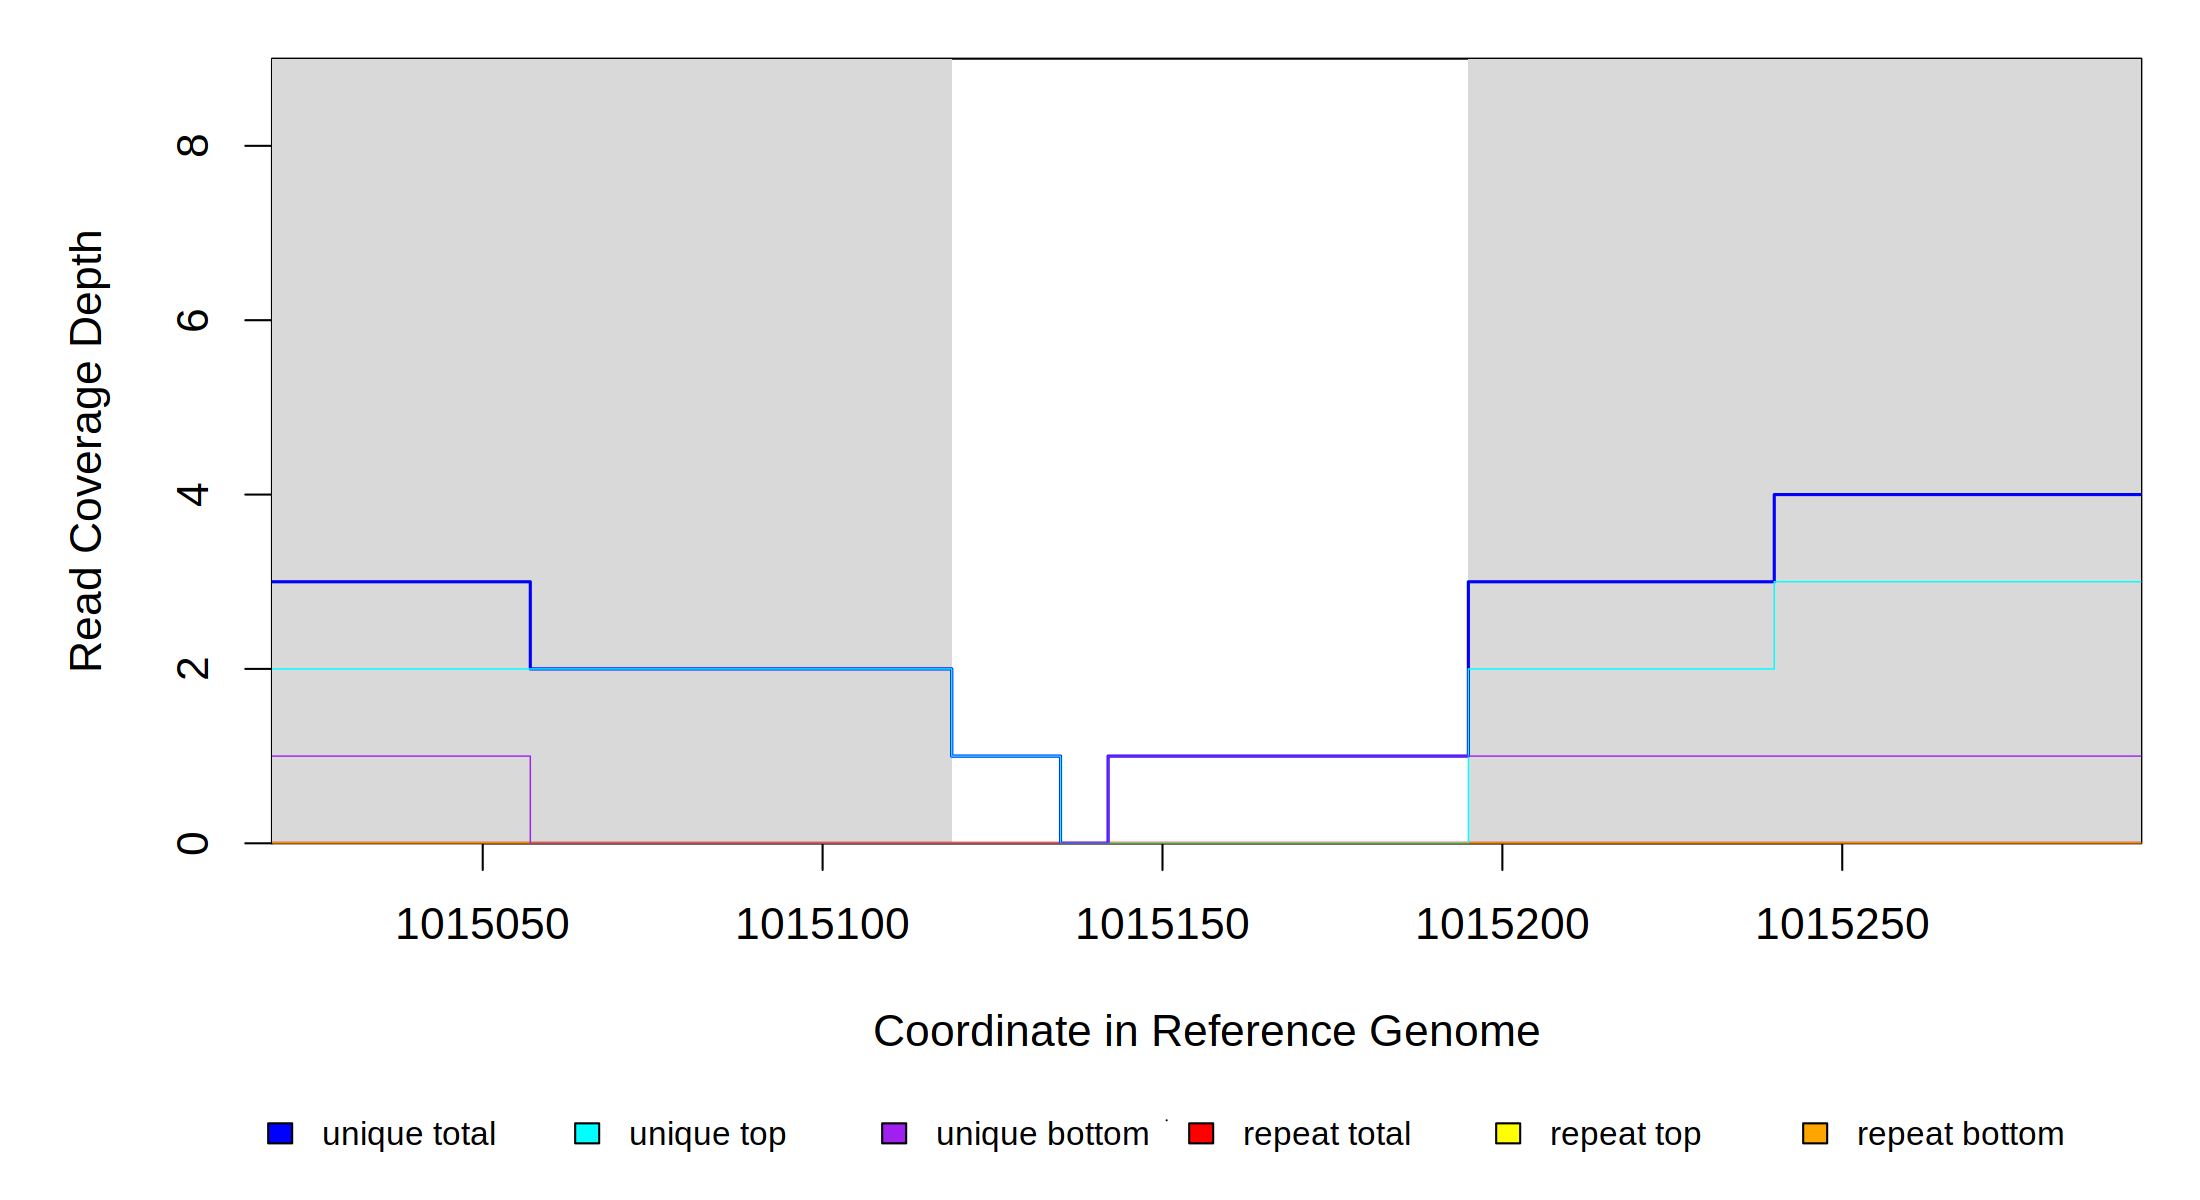 8
6
4
2
0
Read Coverage Depth
1015050 1015100 1015150 1015200 1015250
Coordinate in Reference Genome
unique total unique top unique bottom repeat total repeat top repeat bottom